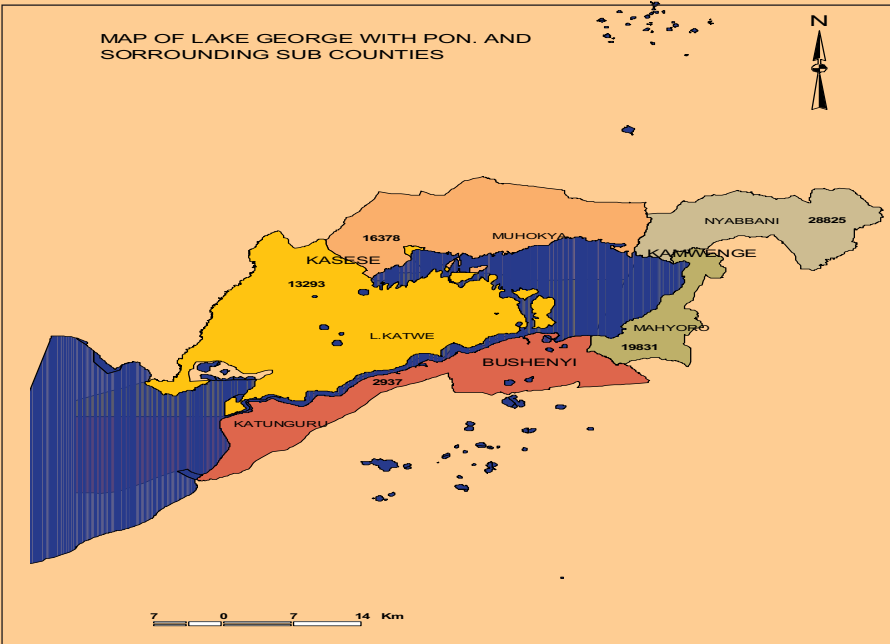 MAP OF LAKE GEORGE WITH PON. AND
SORROUNDING SUB COUNTIES
N
NYABBANI 28825
16378 MUHOKYA
KASESE KAMWENGE
13293
MAHYORO
L.KATWE
19831
BUSHENYI
2937
KATUNGURU
7 0 7 14 Km